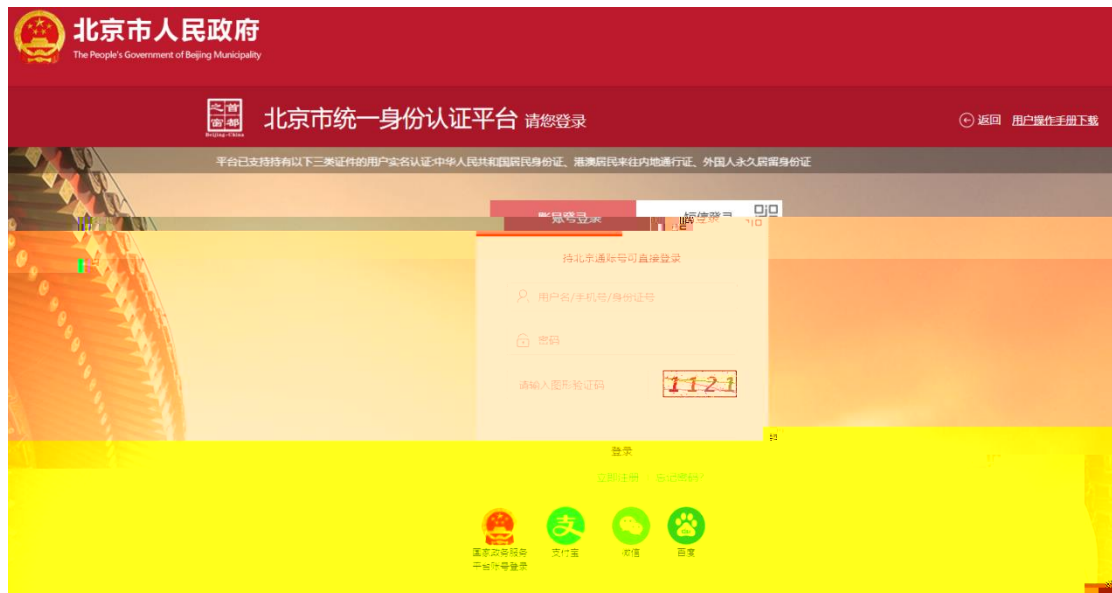 北京市人民政府
The People's Government of Beijing Municipality
首都之窗
Beijing-China
北京市统一身份认证平台 请您登录
返回 用户操作手册下载
平台已支持持有以下三类证件的用户实名认证:中华人民共和国居民身份证、港澳居民来往内地通行证、外国人永久居留身份证
账号登录 短信登录
持北京通账号可直接登录
用户名/手机号/身份证号
密码
请输入图形验证码 1121
登录
立即注册 忘记密码?
国家政务服务 支付宝 微信 百度
平台账号登录